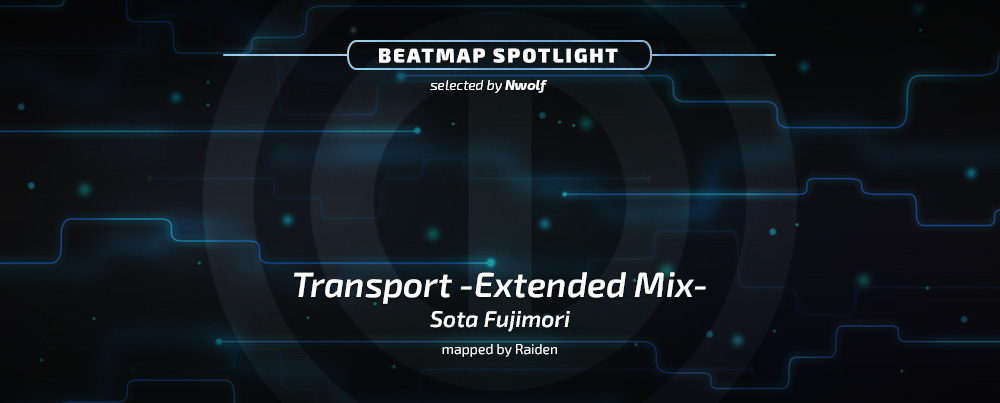 BEATMAP SPOTLIGHT
selected by Nwolf
Transport -Extended Mix-
Sota Fujimori
mapped by Raiden